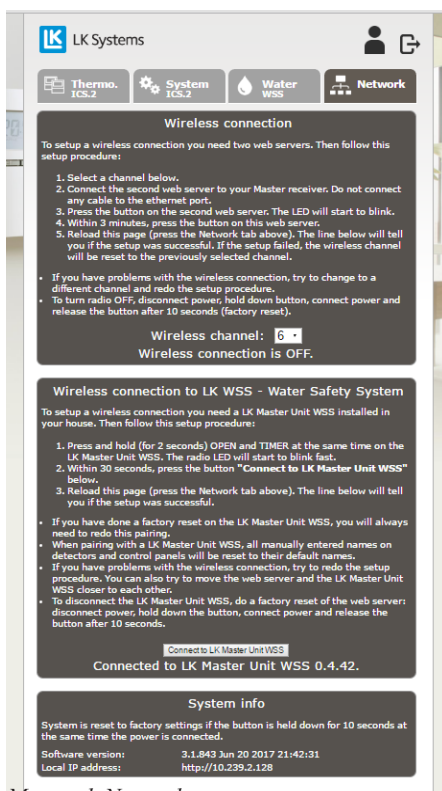 LK LK Systems
Thermo. ICS.2
System ICS.2
Water WSS
Network
Wireless connection
To setup a wireless connection you need two web servers. Then follow this
setup procedure:
1. Select a channel below.
2. Connect the second web server to your Master receiver. Do not connect
any cable to the ethernet port.
3. Press the button on the second web server. The LED will start to blink.
4. Within 3 minutes, press the button on this web server.
5. Reload this page (press the Network tab above). The line below will tell
you if the setup was successful. If the setup failed, the wireless channel
will be reset to the previously selected channel.
• If you have problems with the wireless connection, try to change to a
different channel and redo the setup procedure.
• To turn radio OFF, disconnect power, hold down button, connect power and
release the button after 10 seconds (factory reset).
Wireless channel: 6
Wireless connection is OFF.
Wireless connection to LK WSS - Water Safety System
To setup a wireless connection you need a LK Master Unit WSS installed in
your house. Then follow this setup procedure:
1. Press and hold (for 2 seconds) OPEN and TIMER at the same time on the
LK Master Unit WSS. The radio LED will start to blink fast.
2. Within 30 seconds, press the button "Connect to LK Master Unit WSS"
below.
3. Reload this page (press the Network tab above). The line below will tell
you if the setup was successful.
• If you have done a factory reset on the LK Master Unit WSS, you will always
need to redo this pairing.
• When pairing with a LK Master Unit WSS, all manually entered names on
detectors and control panels will be reset to their default names.
• If you have problems with the wireless connection, try to redo the setup
procedure. You can also try to move the web server and the LK Master Unit
WSS closer to each other.
• To disconnect the LK Master Unit WSS, do a factory reset of the web server:
disconnect power, hold down the button, connect power and release the
button after 10 seconds.
Connect to LK Master Unit WSS
Connected to LK Master Unit WSS 0.4.42.
System info
System is reset to factory settings if the button is held down for 10 seconds at
the same time the power is connected.
Software version: 3.1.843 Jun 20 2017 21:42:31
Local IP address: http://10.239.2.128